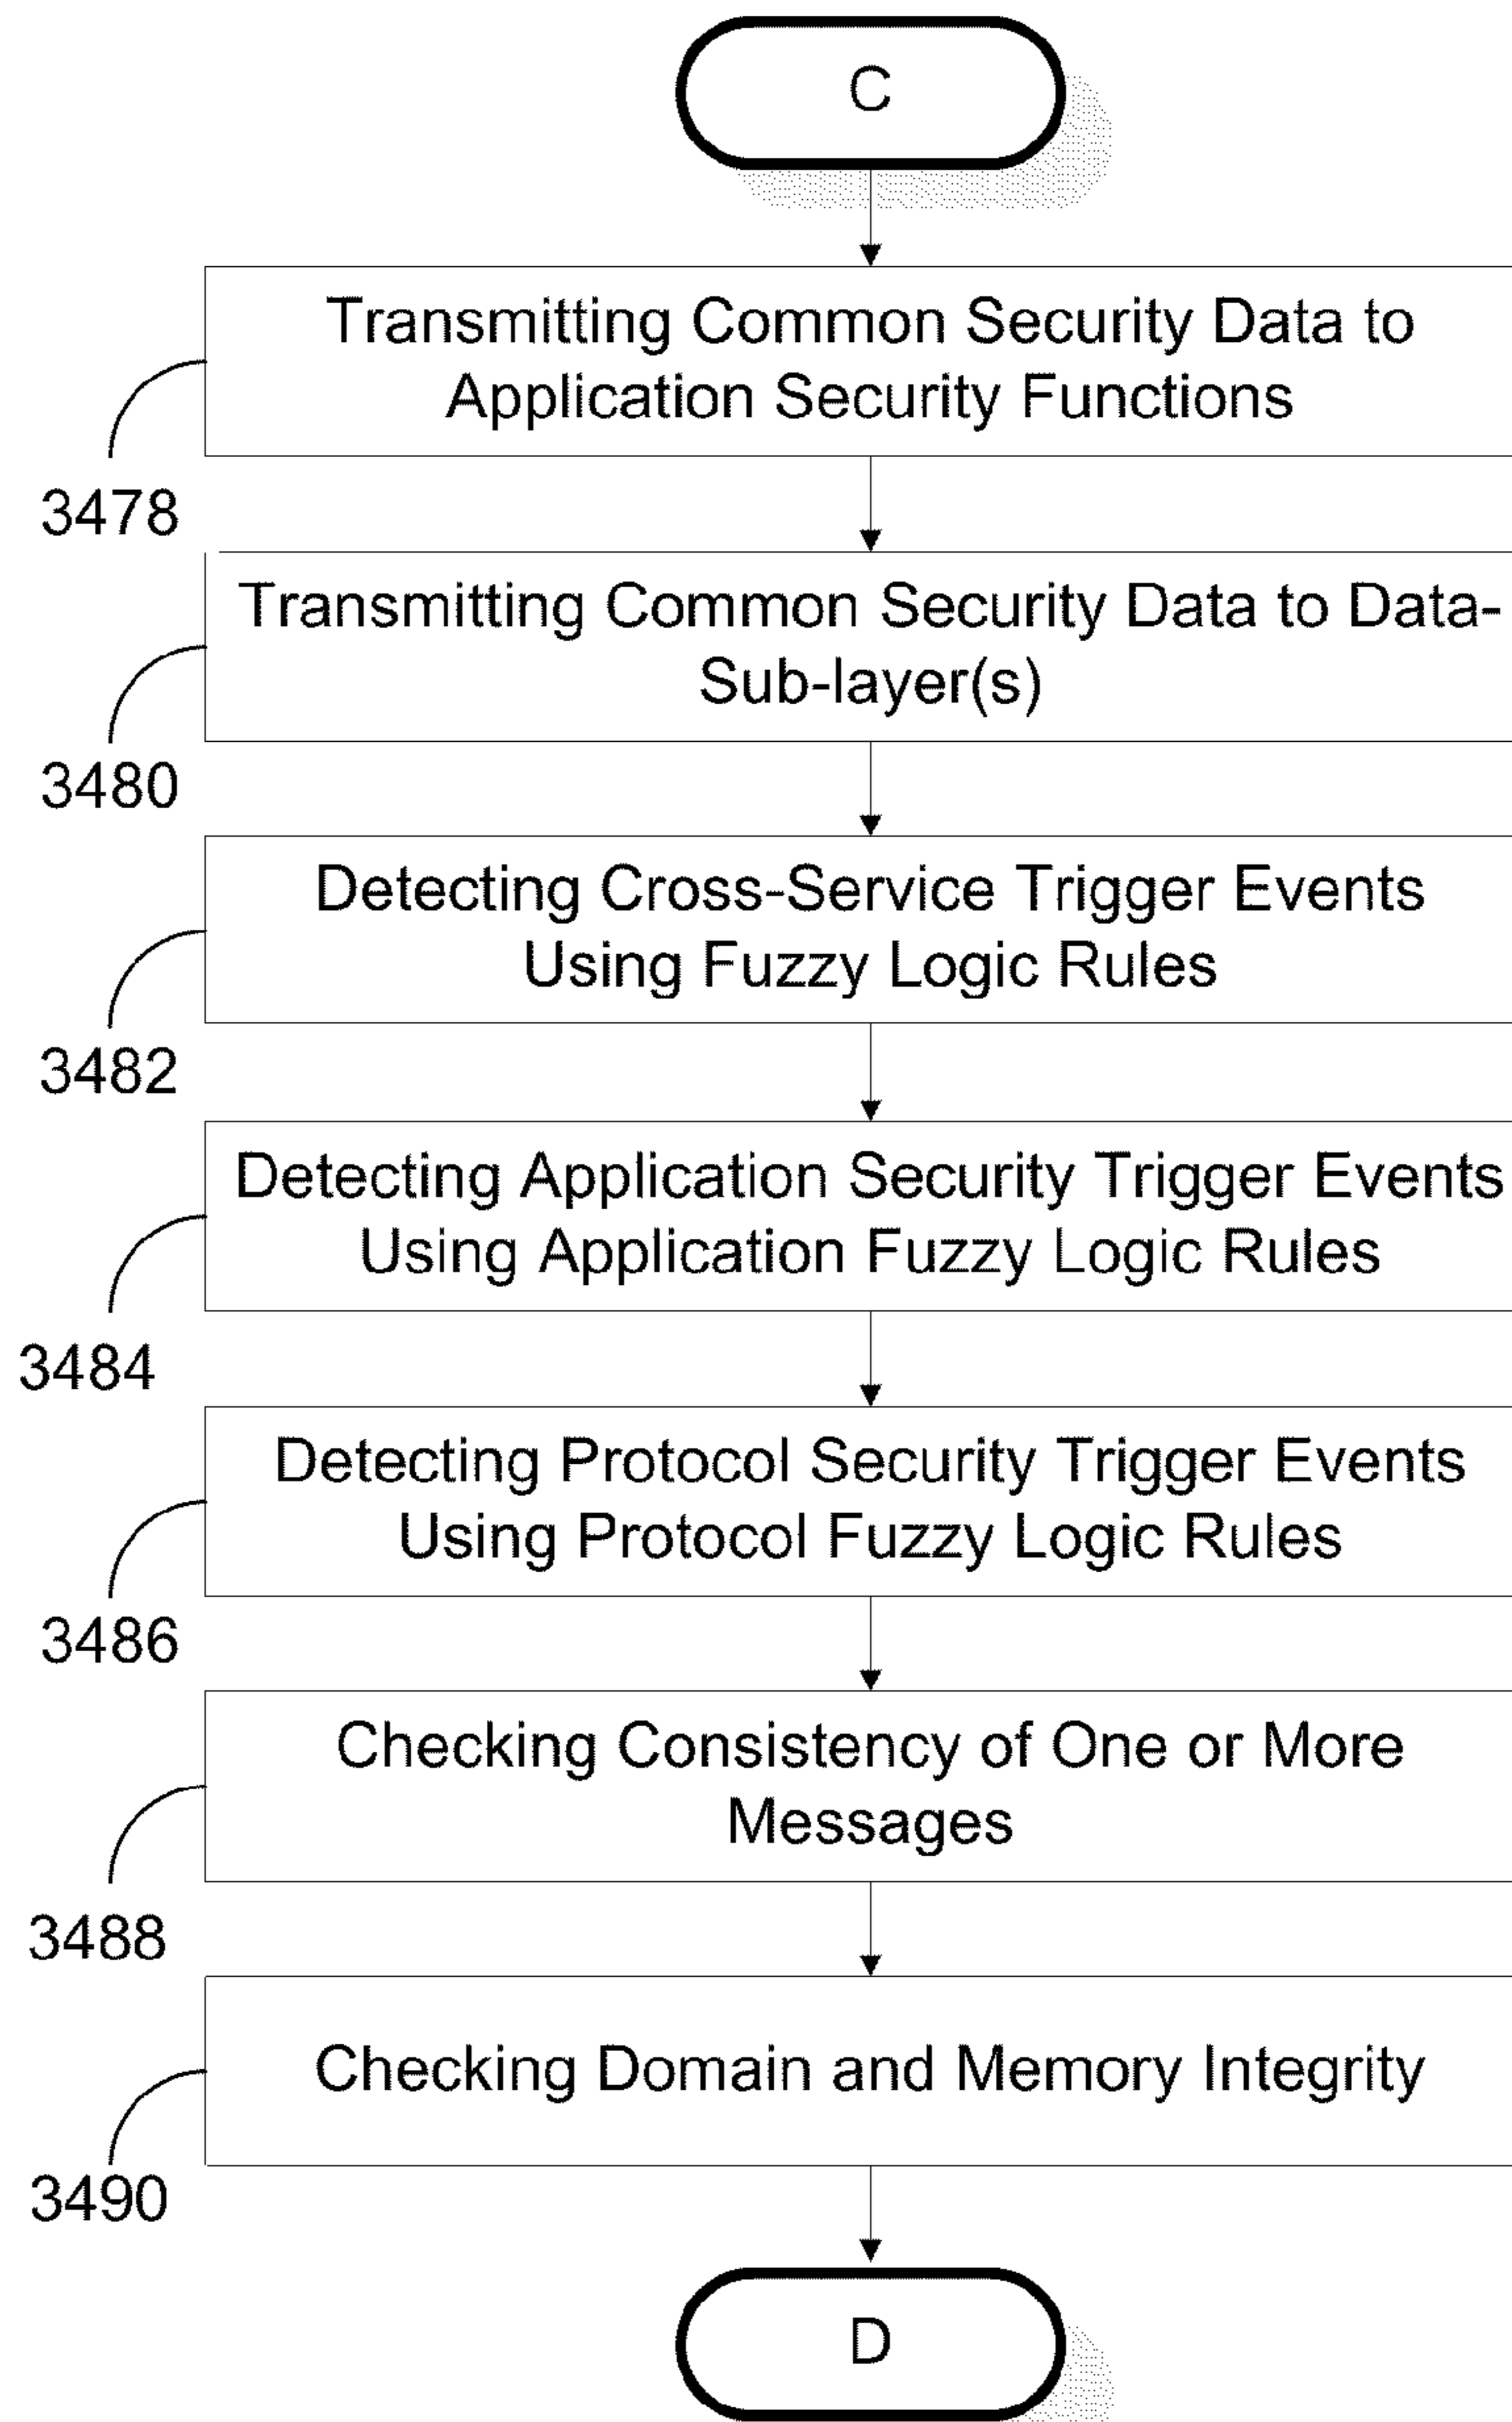 C
Transmitting Common Security Data to
Application Security Functions
3478
Transmitting Common Security Data to Data-
Sub-layer(s)
3480
Detecting Cross-Service Trigger Events
Using Fuzzy Logic Rules
3482
Detecting Application Security Trigger Events
Using Application Fuzzy Logic Rules
3484
Detecting Protocol Security Trigger Events
Using Protocol Fuzzy Logic Rules
3486
Checking Consistency of One or More
Messages
3488
Checking Domain and Memory Integrity
3490
D